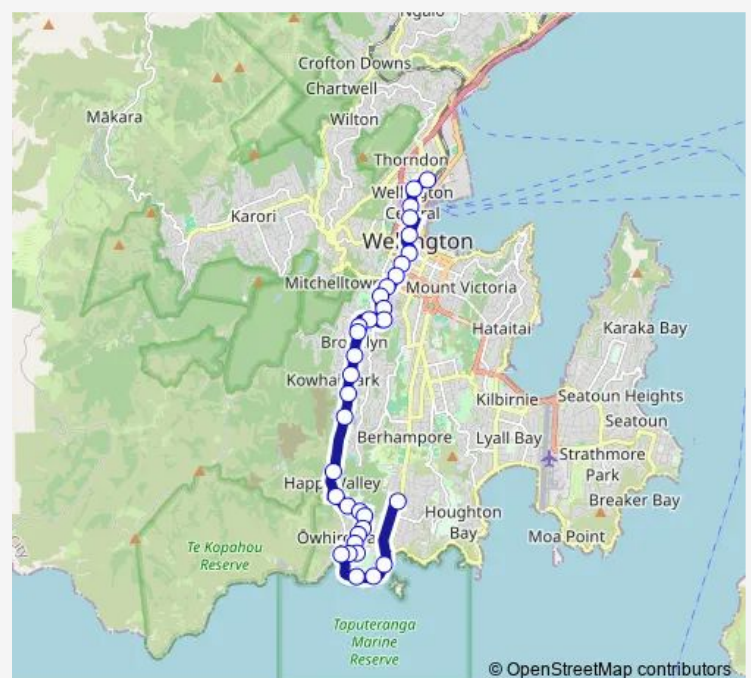 Ngaio
Crofton Downs
Chartwell
Mākara
Wilton
Thorndon
Wellington
Central
Karori
Wellington
Mitchelltown
Mount Victoria
Hataitai
Karaka Bay
Brooklyn
Kowhai Park
Kilbirnie
Seatoun Heights
Seatoun
Berhampore
Lyall Bay
Strathmore
Park
Happy Valley
Breaker Bay
Houghton
Bay
Moa Point
Te Kopahou
Reserve
Taputeranga
Marine
Reserve
© OpenStreetMap contributors